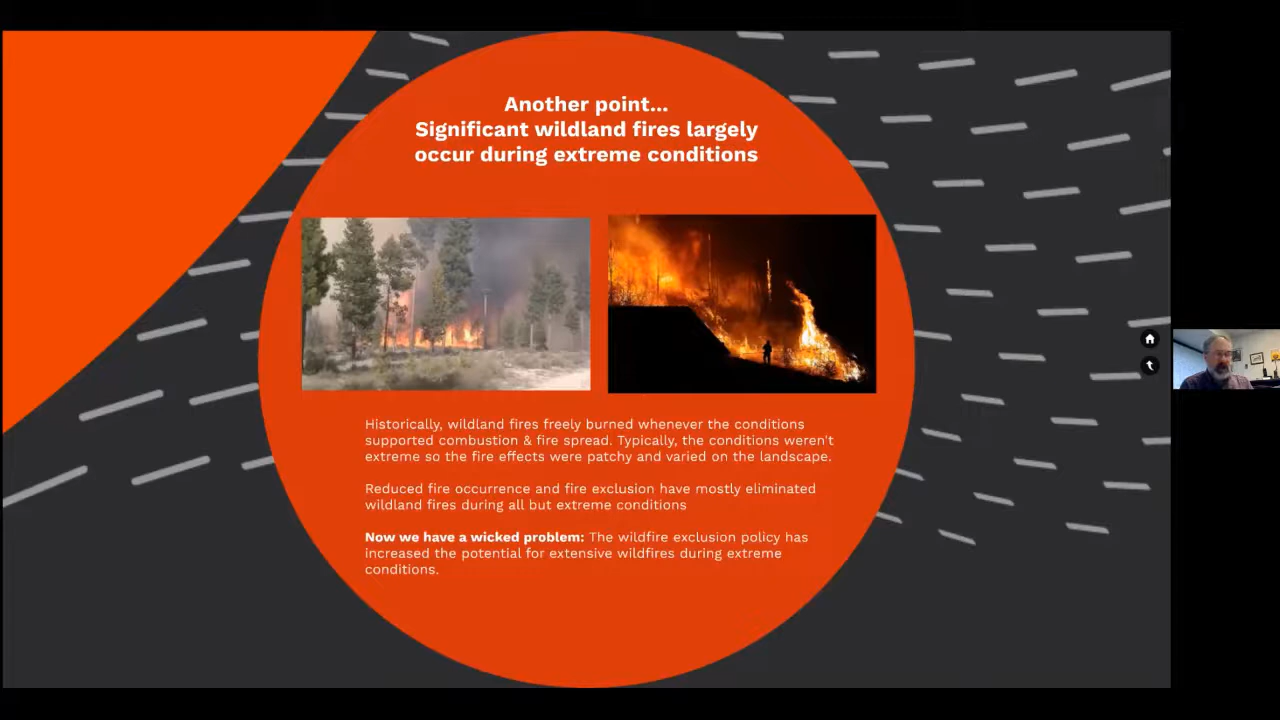 Another point...
Significant wildland fires largely
occur during extreme conditions
Historically, wildland fires freely burned whenever the conditions
supported combustion & fire spread. Typically, the conditions weren't
extreme so the fire effects were patchy and varied on the landscape.
Reduced fire occurrence and fire exclusion have mostly eliminated
wildland fires during all but extreme conditions
Now we have a wicked problem: The wildfire exclusion policy has
increased the potential for extensive wildfires during extreme
conditions.